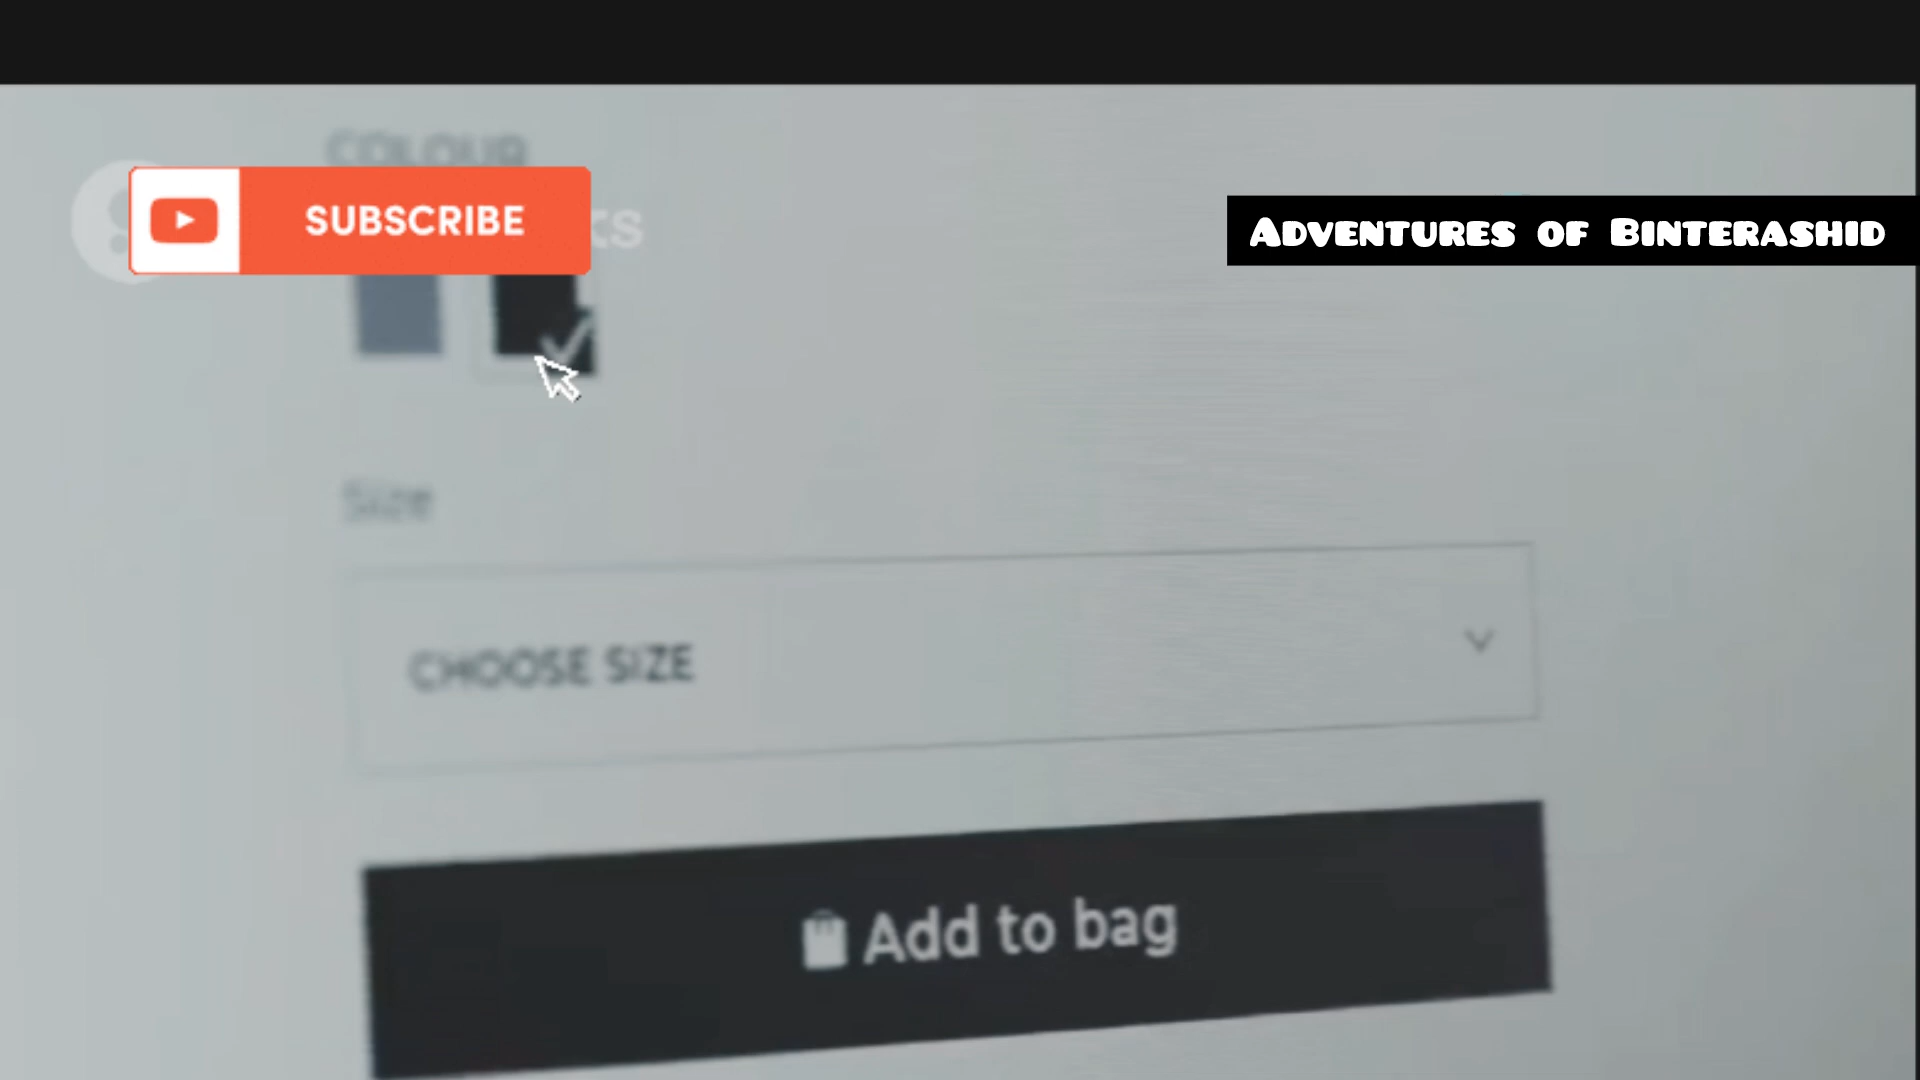 COLOUR
SUBSCRIBE
Adventures of Binterashid
Size
CHOOSE SIZE
Add to bag